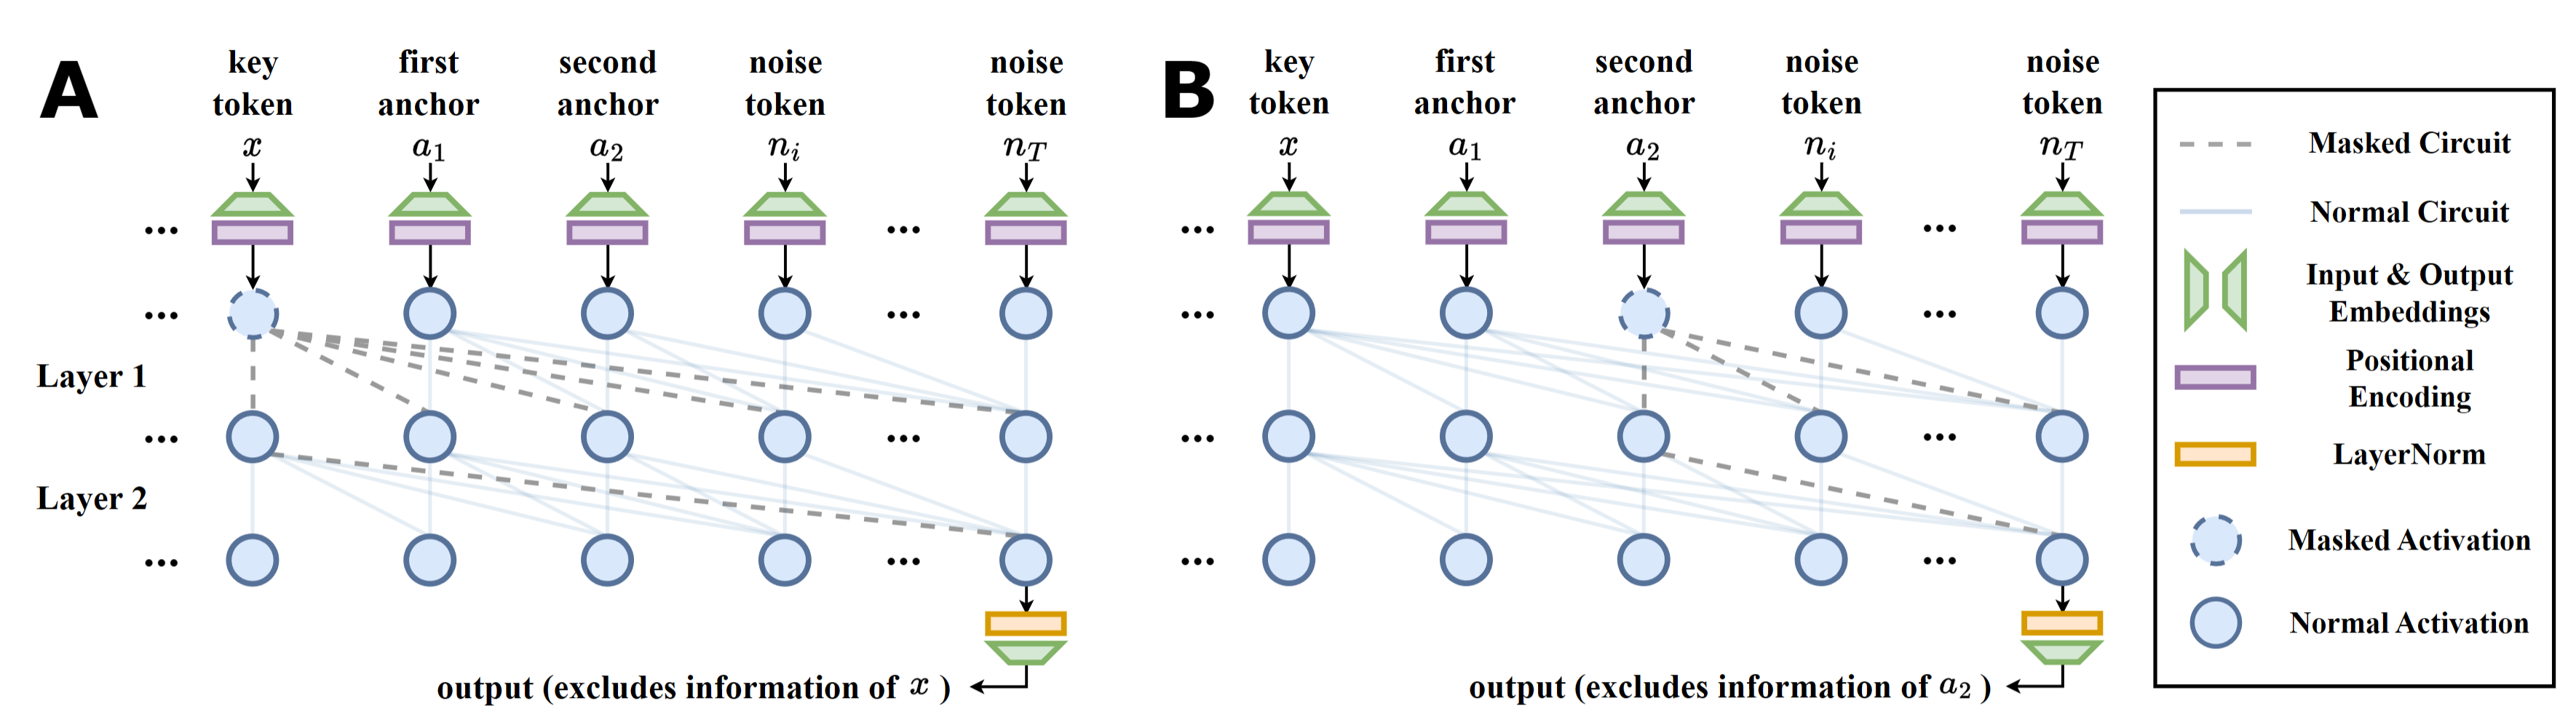 A
key token
first anchor
second anchor
noise token
noise token
x
a₁
a₂
nᵢ
n_T
...
...
...
...
Layer 1
...
...
Layer 2
...
...
output (excludes information of x )
B
key token
first anchor
second anchor
noise token
noise token
x
a₁
a₂
nᵢ
n_T
...
...
...
...
...
...
...
...
output (excludes information of a₂ )
Masked Circuit
Normal Circuit
Input & Output
Embeddings
Positional
Encoding
LayerNorm
Masked Activation
Normal Activation